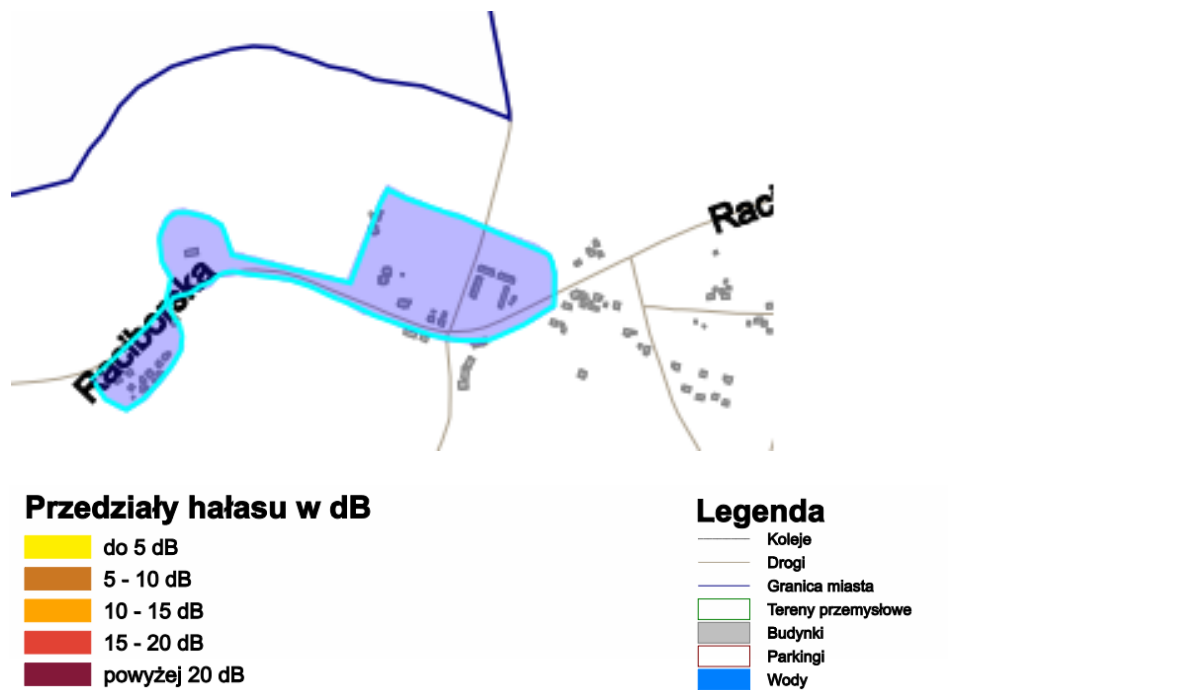 Raci
Raciborska
Przedziały hałasu w dB
do 5 dB
5 - 10 dB
10 - 15 dB
15 - 20 dB
powyżej 20 dB
Legenda
Koleje
Drogi
Granica miasta
Tereny przemysłowe
Budynki
Parkingi
Wody